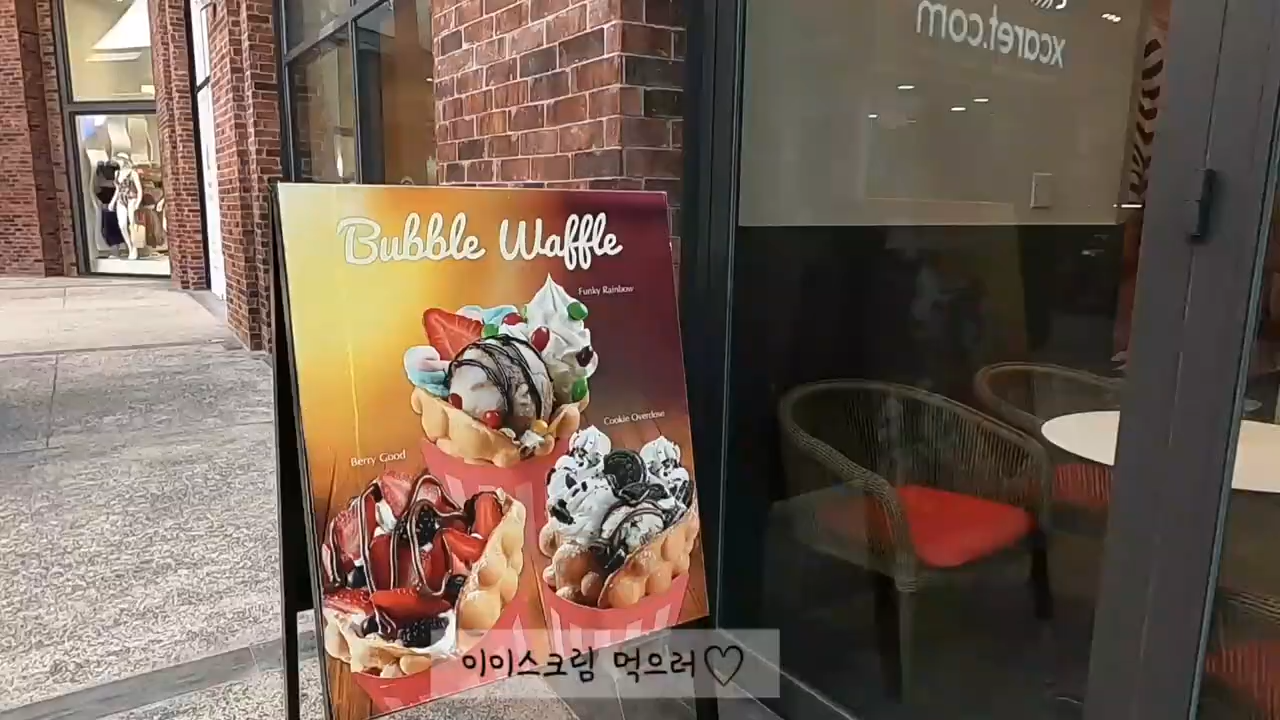 xcaret.com
Bubble Waffle
Funky Rainbow
Cookie Overdose
Berry Good
이이스크림 먹으러♡